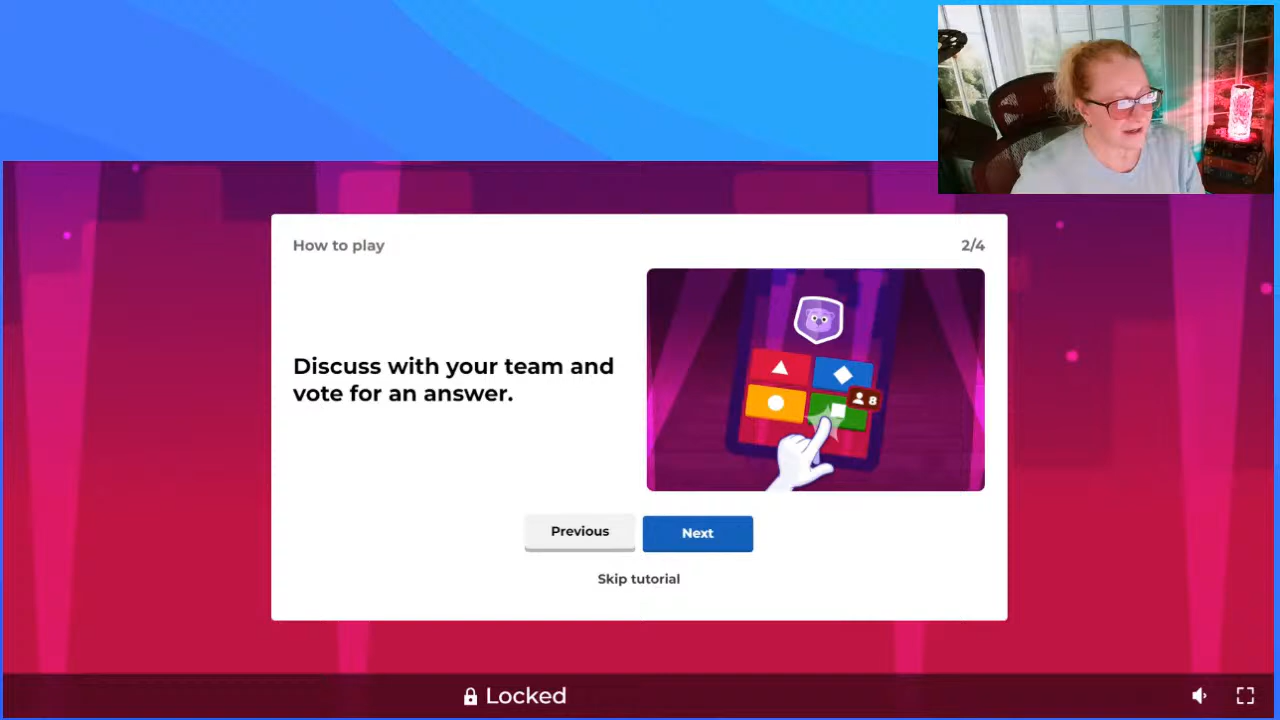 How to play
2/4
Discuss with your team and
vote for an answer.
8
Previous
Next
Skip tutorial
Locked